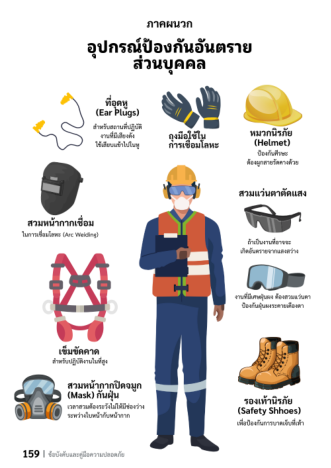 ภาคผนวก
อุปกรณ์ป้องกันอันตราย
ส่วนบุคคล
ที่อุดหู
(Ear Plugs)
สำหรับสถานที่ปฏิบัติ
งานที่มีเสียงดัง
ใช้เสียบเข้าไปในหู
ถุงมือใช้ใน
การเชื่อมโลหะ
หมวกนิรภัย
(Helmet)
ป้องกันศีรษะ
ต้องผูกสายรัดคางด้วย
สวมหน้ากากเชื่อม
ในการเชื่อมโลหะ (Arc Welding)
สวมแว่นตาตัดแสง
ถ้าเป็นงานที่อาจจะ
เกิดอันตรายจากแสงสว่าง
งานที่มีเศษฝุ่นผง ต้องสวมแว่นตา
ป้องกันฝุ่นผงกระทบดวงตา
เข็มขัดคาด
สำหรับปฏิบัติงานในที่สูง
สวมหน้ากากปิดจมูก
(Mask) กันฝุ่น
เวลาสวมต้องระวังไม่ให้มีช่องว่าง
ระหว่างใบหน้ากับหน้ากาก
รองเท้านิรภัย
(Safety Shhoes)
เพื่อป้องกันการบาดเจ็บที่เท้า
159 | ข้อบังคับและคู่มือความปลอดภัย